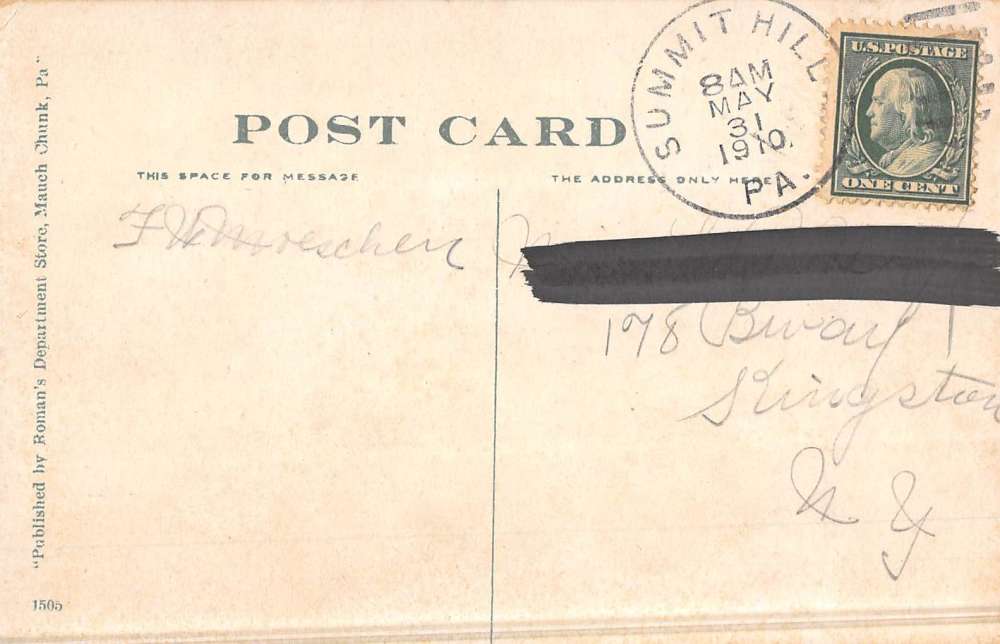 POST CARD
THIS SPACE FOR MESSAGE
THE ADDRESS ONLY HERE
SUMMIT HILL
8AM
MAY
31
1910
PA.
U.S. POSTAGE
ONE CENT
178 Bway
Kingston
N Y
"Published by Roman's Department Store, Mauch Chunk, Pa"
1505